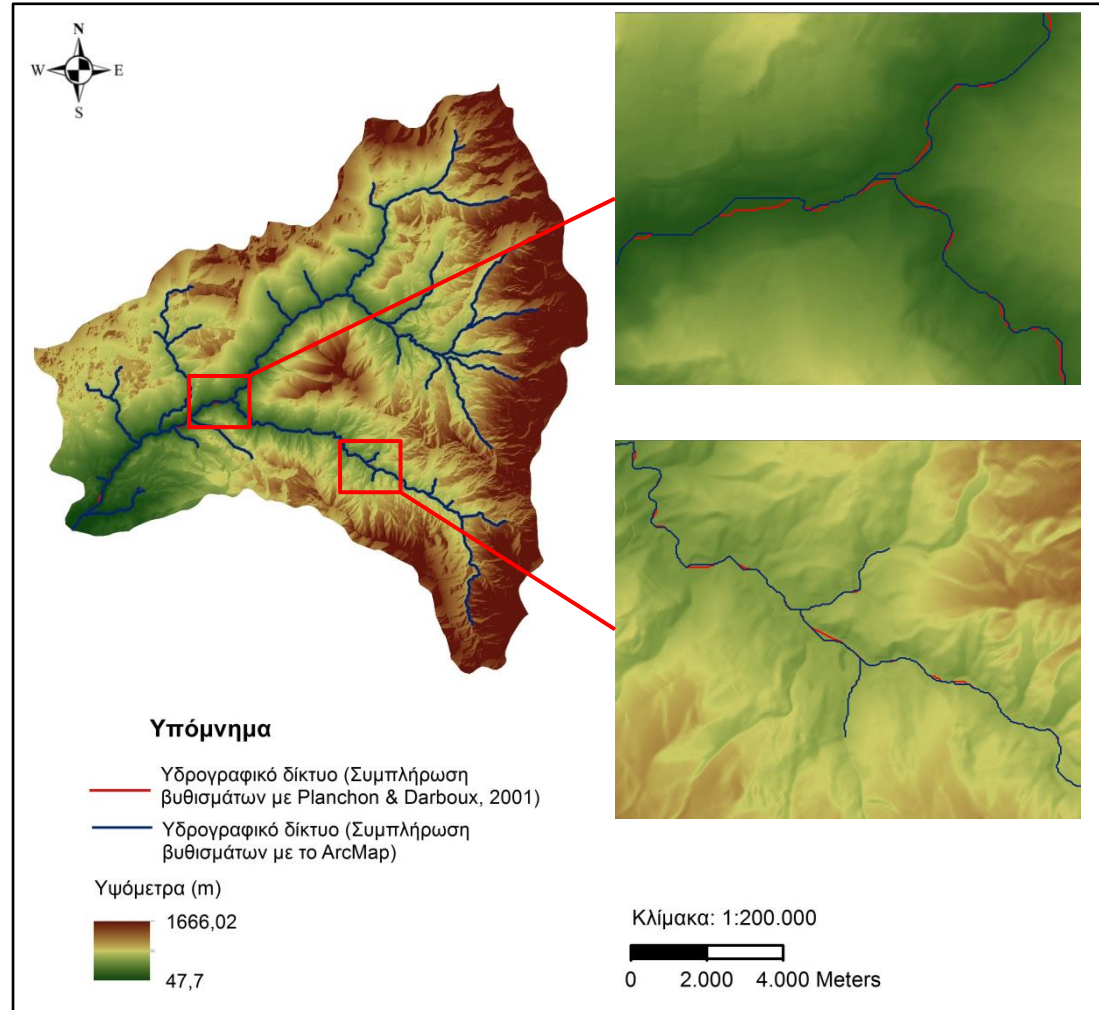 N
W E
S
Υπόμνημα
Υδρογραφικό δίκτυο (Συμπλήρωση
βυθισμάτων με Planchon & Darboux, 2001)
Υδρογραφικό δίκτυο (Συμπλήρωση
βυθισμάτων με το ArcMap)
Υψόμετρα (m)
1666,02
47,7
Κλίμακα: 1:200.000
0 2.000 4.000 Meters